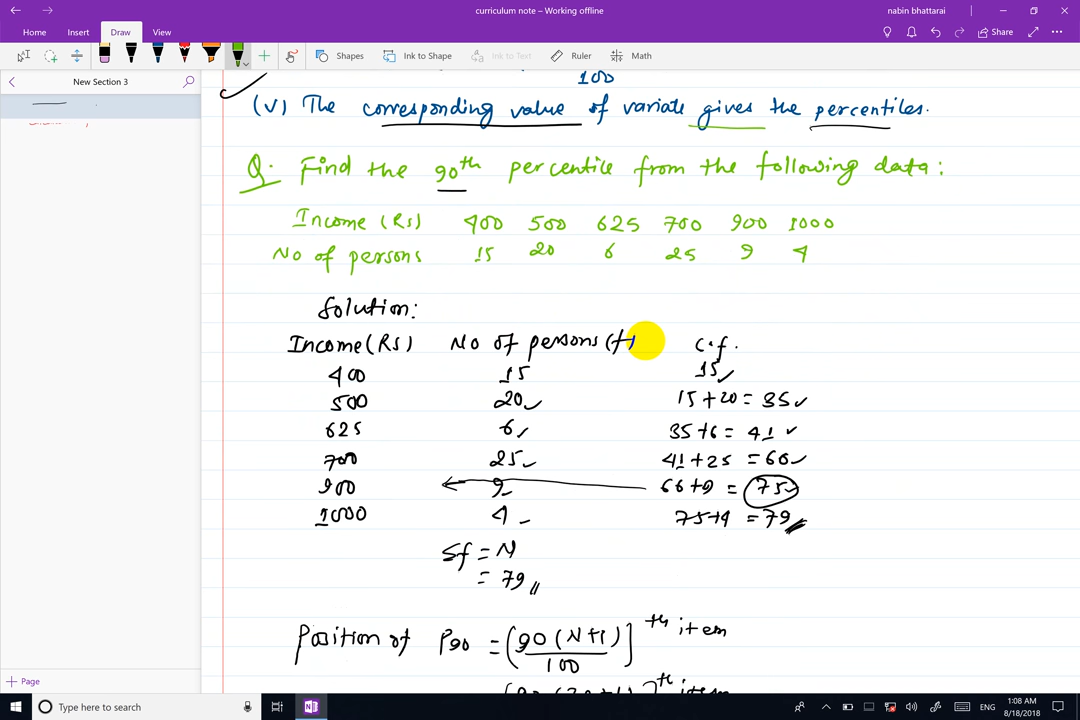 curriculum note – Working offline
nabin bhattarai
Home Insert Draw View
Share
Shapes Ink to Shape Ink to Text Ruler Math
New Section 3
100
(v) The corresponding value of variate gives the percentiles.
Q. Find the 90th percentile from the following data:
Income (Rs) 400 500 625 700 900 1000
No of persons 15 20 6 25 9 4
Solution:
Income (Rs) No of persons (f) c.f.
400 15 15
500 20 15+20 = 35
625 6 35+6 = 41
700 25 41+25 = 66
900 9 66+9 = 75
1000 4 75+4 = 79
Sf = N
= 79
Position of P90 = (90 (N+1) / 100)th item
th item
+ Page
Type here to search
ENG
1:08 AM
8/18/2018